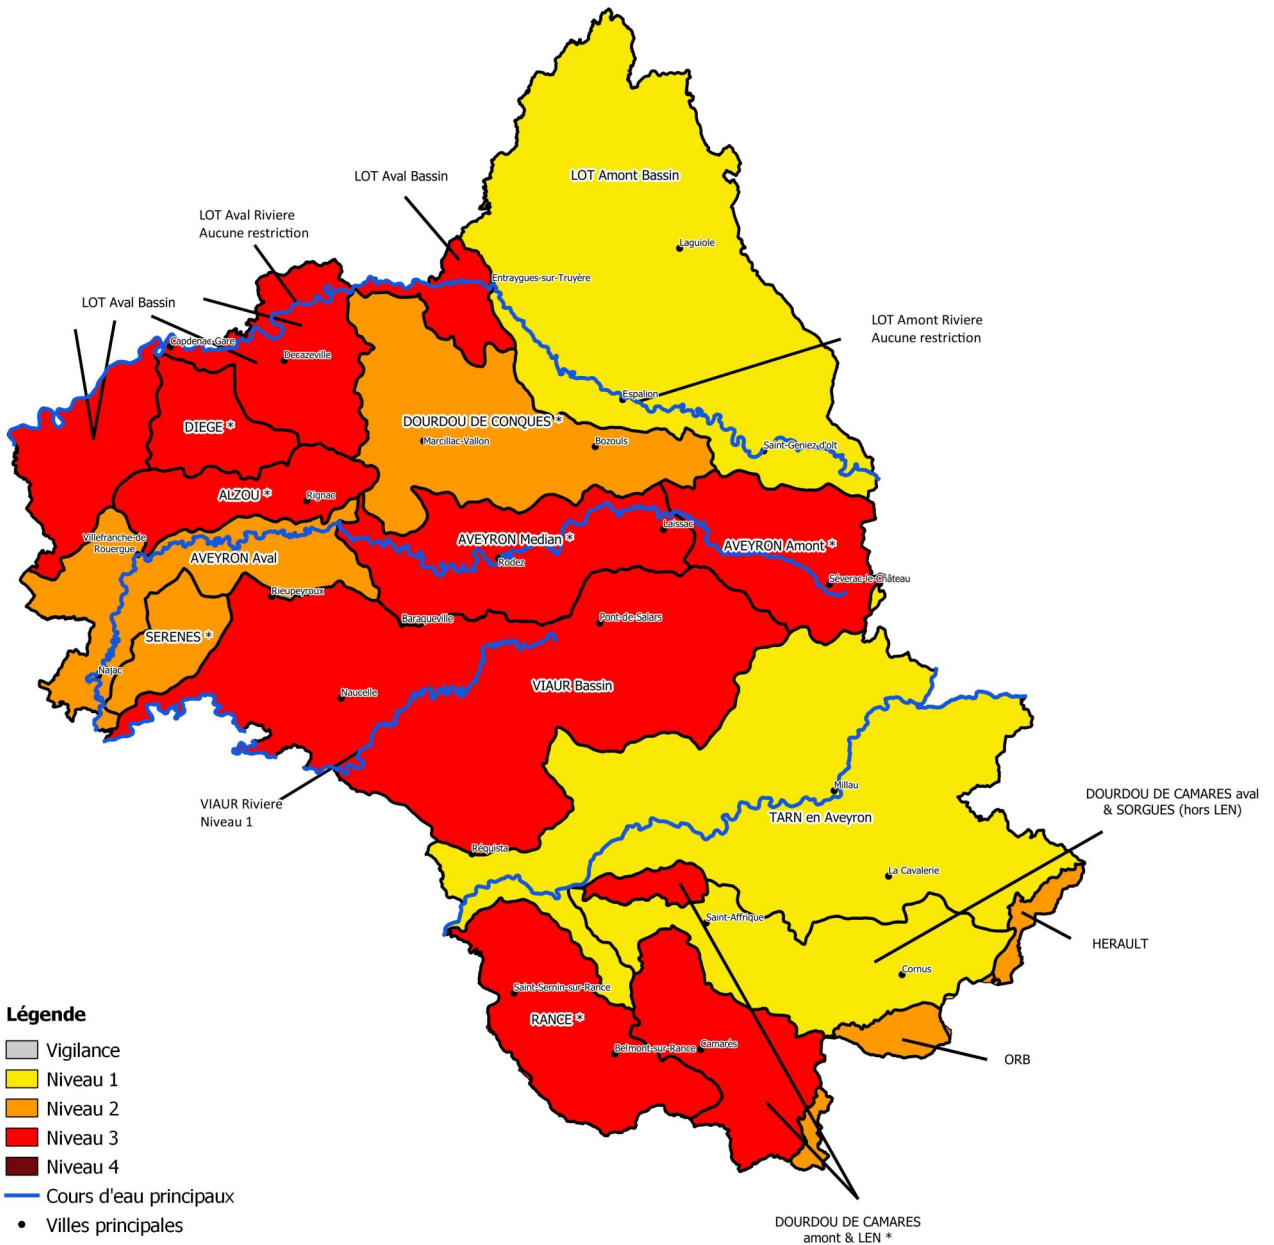 LOT Aval Bassin
LOT Amont Bassin
LOT Aval Riviere
Aucune restriction
Laguiole
Entraygues-sur-Truyère
LOT Aval Bassin
LOT Amont Riviere
Aucune restriction
Capdenac-Gare
Decazeville
Espalion
DIEGE *
DOURDOU DE CONQUES *
Marcillac-Vallon
Bozouls
Saint-Geniez d'olt
ALZOU *
Rignac
Villefranche-de
Rouergue
AVEYRON Aval
AVEYRON Median *
Rodez
Laissac
AVEYRON Amont *
Séverac-le-Château
Rieupeyroux
Baraqueville
Pont-de Salars
SERENES *
Najac
Naucelle
VIAUR Bassin
VIAUR Riviere
Niveau 1
Millau
TARN en Aveyron
DOURDOU DE CAMARES aval
& SORGUES (hors LEN)
Réquista
La Cavalerie
Saint-Affrique
HERAULT
Cornus
Saint-Sernin-sur-Rance
RANCE *
Belmont-sur-Rance
Camarès
ORB
Légende
Vigilance
Niveau 1
Niveau 2
Niveau 3
Niveau 4
Cours d'eau principaux
Villes principales
DOURDOU DE CAMARES
amont & LEN *